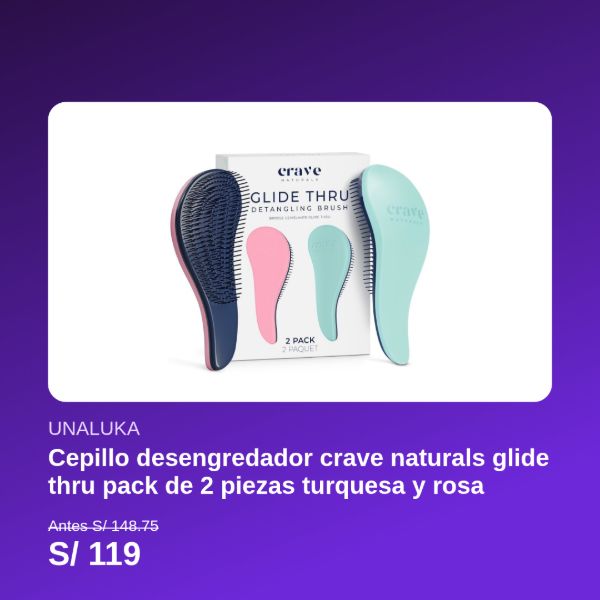 crave
NATURALS
GLIDE THRU
DETANGLING BRUSH
2 PACK
2 PAQUET
crave
NATURALS
UNALUKA
Cepillo desengredador crave naturals glide
thru pack de 2 piezas turquesa y rosa
Antes S/ 148.75
S/ 119